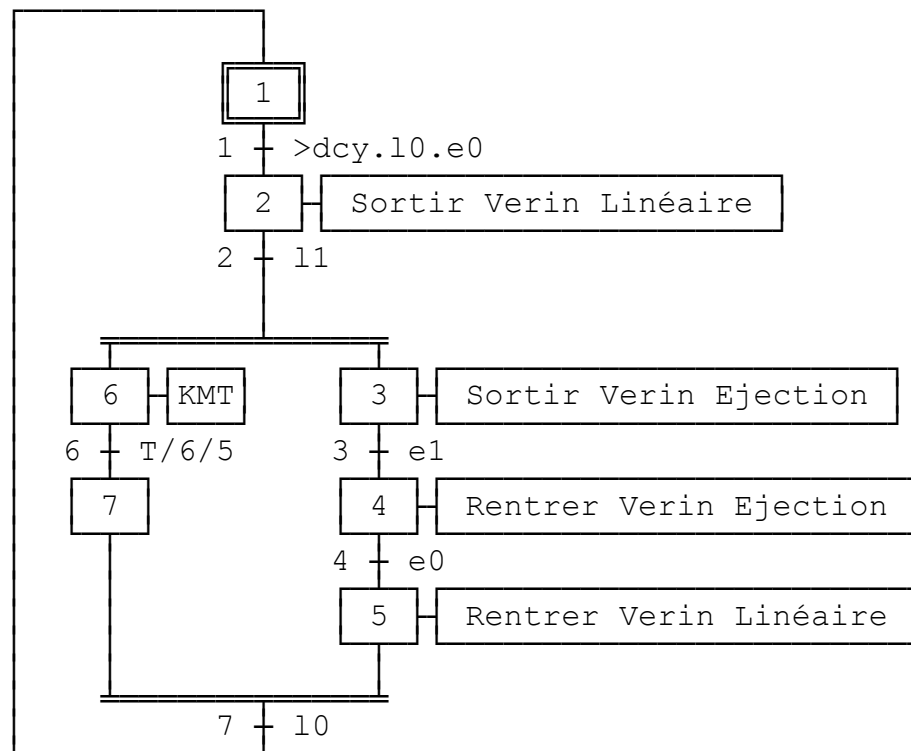 1
1 >dcy.l0.e0
2 Sortir Verin Linéaire
2 l1
6 KMT 3 Sortir Verin Ejection
6 T/6/5 3 e1
7 4 Rentrer Verin Ejection
4 e0
5 Rentrer Verin Linéaire
7 l0